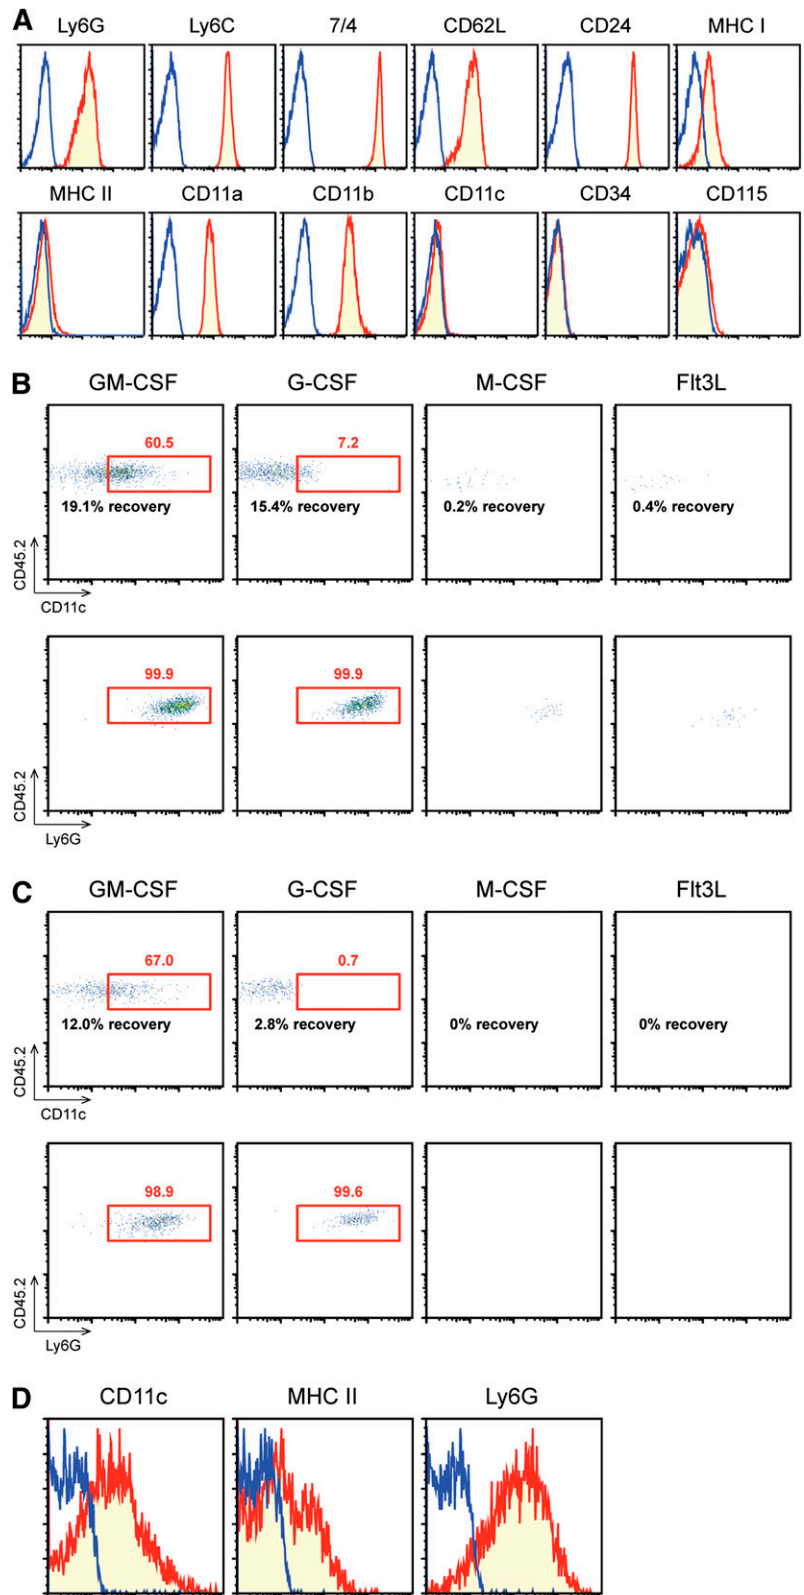 A
Ly6G Ly6C 7/4 CD62L CD24 MHC I
MHC II CD11a CD11b CD11c CD34 CD115
B
GM-CSF G-CSF M-CSF Flt3L
60.5 7.2
19.1% recovery 15.4% recovery 0.2% recovery 0.4% recovery
CD45.2
CD11c
99.9 99.9
CD45.2
Ly6G
C
GM-CSF G-CSF M-CSF Flt3L
67.0 0.7
12.0% recovery 2.8% recovery 0% recovery 0% recovery
CD45.2
CD11c
98.9 99.6
CD45.2
Ly6G
D
CD11c MHC II Ly6G